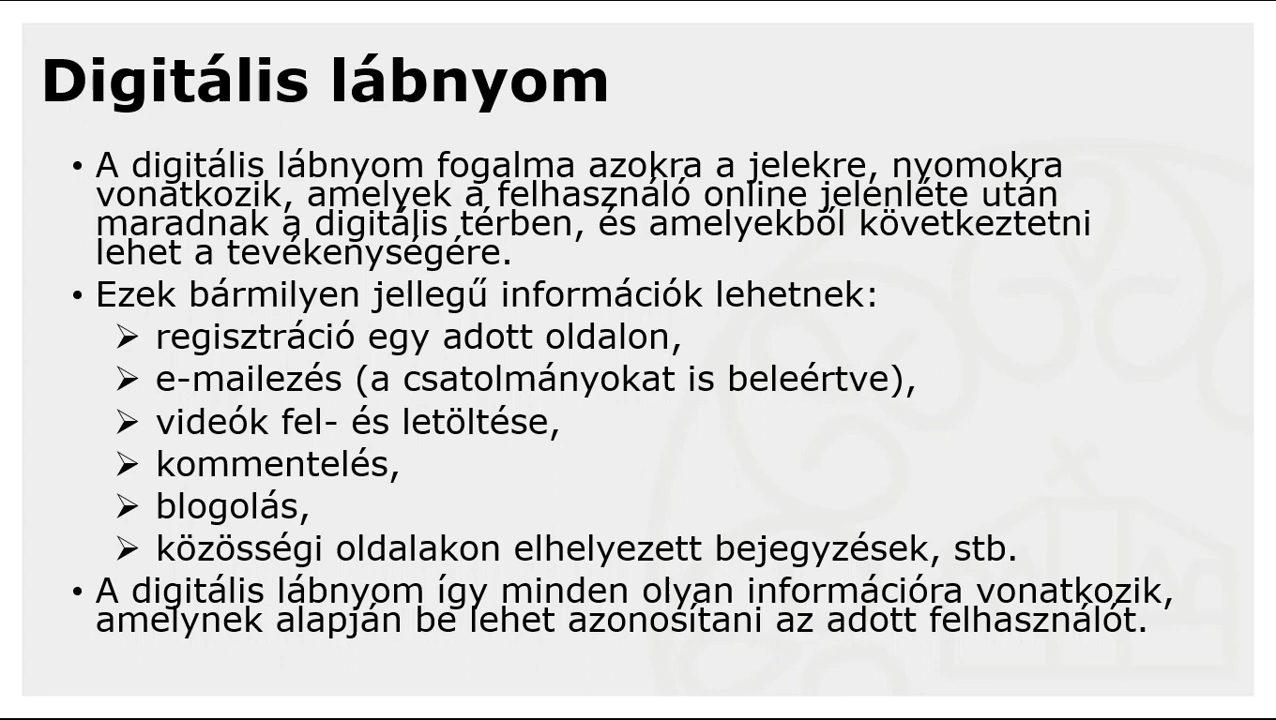 Digitális lábnyom
• A digitális lábnyom fogalma azokra a jelekre, nyomokra
vonatkozik, amelyek a felhasználó online jelenléte után
maradnak a digitális térben, és amelyekből következtetni
lehet a tevékenységére.
• Ezek bármilyen jellegű információk lehetnek:
➢ regisztráció egy adott oldalon,
➢ e-mailezés (a csatolmányokat is beleértve),
➢ videók fel- és letöltése,
➢ kommentelés,
➢ blogolás,
➢ közösségi oldalakon elhelyezett bejegyzések, stb.
• A digitális lábnyom így minden olyan információra vonatkozik,
amelynek alapján be lehet azonosítani az adott felhasználót.